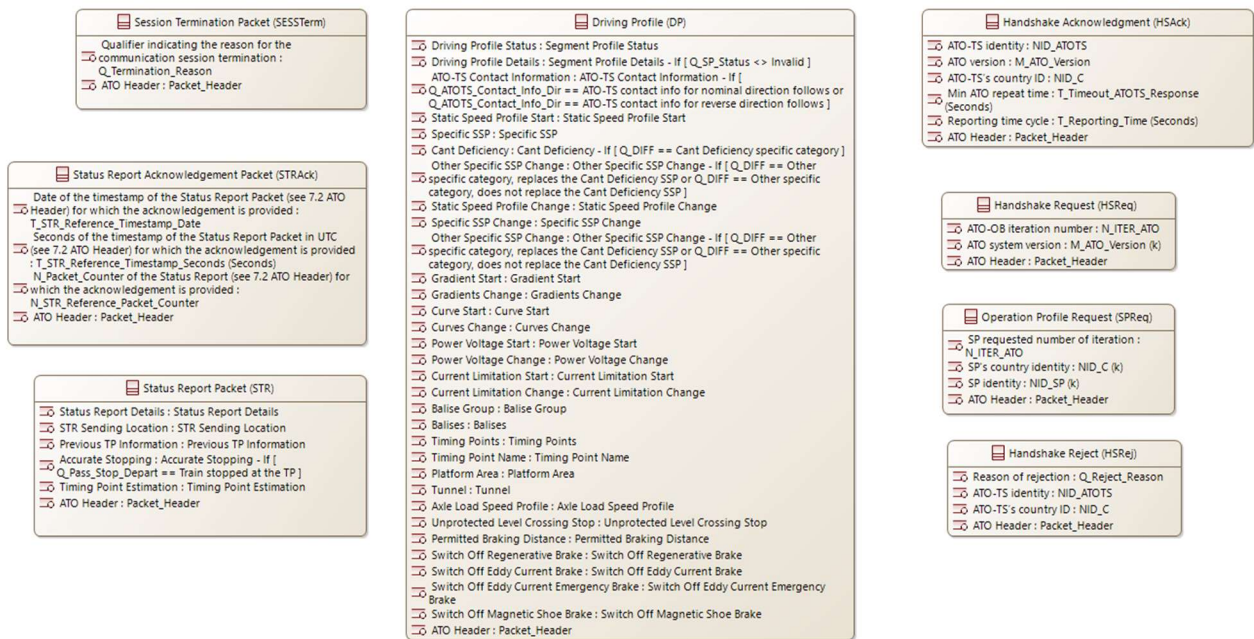 Session Termination Packet (SESSTerm)
Qualifier indicating the reason for the
communication session termination :
Q_Termination_Reason
ATO Header : Packet_Header
Status Report Acknowledgement Packet (STRAck)
Date of the timestamp of the Status Report Packet (see 7.2 ATO
Header) for which the acknowledgement is provided :
T_STR_Reference_Timestamp_Date
Seconds of the timestamp of the Status Report Packet in UTC
(see 7.2 ATO Header) for which the acknowledgement is provided
: T_STR_Reference_Timestamp_Seconds (Seconds)
N_Packet_Counter of the Status Report (see 7.2 ATO Header) for
which the acknowledgement is provided :
N_STR_Reference_Packet_Counter
ATO Header : Packet_Header
Status Report Packet (STR)
Status Report Details : Status Report Details
STR Sending Location : STR Sending Location
Previous TP Information : Previous TP Information
Accurate Stopping : Accurate Stopping - If [
Q_Pass_Stop_Depart == Train stopped at the TP ]
Timing Point Estimation : Timing Point Estimation
ATO Header : Packet_Header
Driving Profile (DP)
Driving Profile Status : Segment Profile Status
Driving Profile Details : Segment Profile Details - If [ Q_SP_Status <> Invalid ]
ATO-TS Contact Information : ATO-TS Contact Information - If [
Q_ATOTS_Contact_Info_Dir == ATO-TS contact info for nominal direction follows or
Q_ATOTS_Contact_Info_Dir == ATO-TS contact info for reverse direction follows ]
Static Speed Profile Start : Static Speed Profile Start
Specific SSP : Specific SSP
Cant Deficiency : Cant Deficiency - If [ Q_DIFF == Cant Deficiency specific category ]
Other Specific SSP Change : Other Specific SSP Change - If [ Q_DIFF == Other
specific category, replaces the Cant Deficiency SSP or Q_DIFF == Other specific
category, does not replace the Cant Deficiency SSP ]
Static Speed Profile Change : Static Speed Profile Change
Specific SSP Change : Specific SSP Change
Other Specific SSP Change : Other Specific SSP Change - If [ Q_DIFF == Other
specific category, replaces the Cant Deficiency SSP or Q_DIFF == Other specific
category, does not replace the Cant Deficiency SSP ]
Gradient Start : Gradient Start
Gradients Change : Gradients Change
Curve Start : Curve Start
Curves Change : Curves Change
Power Voltage Start : Power Voltage Start
Power Voltage Change : Power Voltage Change
Current Limitation Start : Current Limitation Start
Current Limitation Change : Current Limitation Change
Balise Group : Balise Group
Balises : Balises
Timing Points : Timing Points
Timing Point Name : Timing Point Name
Platform Area : Platform Area
Tunnel : Tunnel
Axle Load Speed Profile : Axle Load Speed Profile
Unprotected Level Crossing Stop : Unprotected Level Crossing Stop
Permitted Braking Distance : Permitted Braking Distance
Switch Off Regenerative Brake : Switch Off Regenerative Brake
Switch Off Eddy Current Brake : Switch Off Eddy Current Brake
Switch Off Eddy Current Emergency Brake : Switch Off Eddy Current Emergency
Brake
Switch Off Magnetic Shoe Brake : Switch Off Magnetic Shoe Brake
ATO Header : Packet_Header
Handshake Acknowledgment (HSAck)
ATO-TS identity : NID_ATOTS
ATO version : M_ATO_Version
ATO-TS's country ID : NID_C
Min ATO repeat time : T_Timeout_ATOTS_Response
(Seconds)
Reporting time cycle : T_Reporting_Time (Seconds)
ATO Header : Packet_Header
Handshake Request (HSReq)
ATO-OB iteration number : N_ITER_ATO
ATO system version : M_ATO_Version (k)
ATO Header : Packet_Header
Operation Profile Request (SPReq)
SP requested number of iteration :
N_ITER_ATO
SP's country identity : NID_C (k)
SP identity : NID_SP (k)
ATO Header : Packet_Header
Handshake Reject (HSRej)
Reason of rejection : Q_Reject_Reason
ATO-TS identity : NID_ATOTS
ATO-TS's country ID : NID_C
ATO Header : Packet_Header